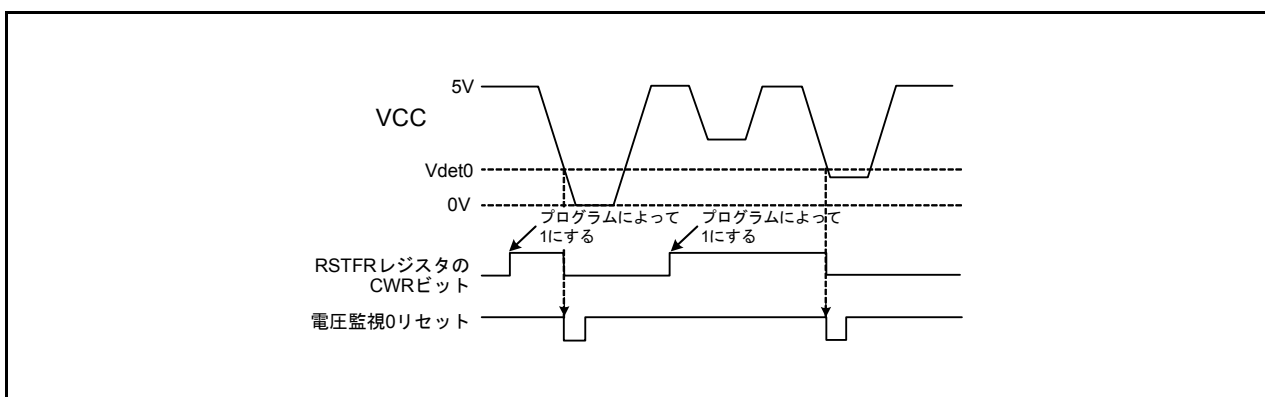 5V
VCC
Vdet0
0V
プログラムによって
1にする
プログラムによって
1にする
RSTFRレジスタの
CWRビット
電圧監視0リセット